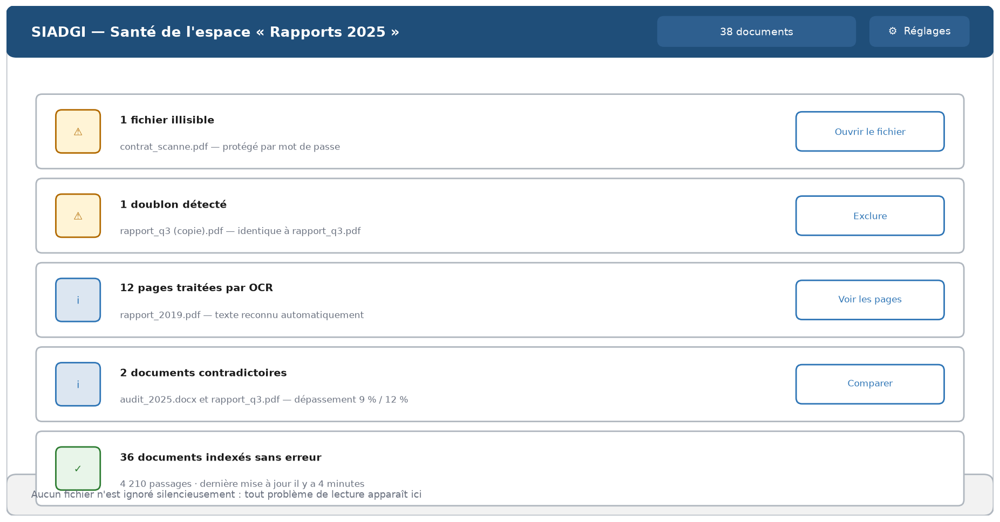 SIADGI — Santé de l'espace « Rapports 2025 »
38 documents
⚙ Réglages
⚠
1 fichier illisible
contrat_scanne.pdf — protégé par mot de passe
Ouvrir le fichier
⚠
1 doublon détecté
rapport_q3 (copie).pdf — identique à rapport_q3.pdf
Exclure
i
12 pages traitées par OCR
rapport_2019.pdf — texte reconnu automatiquement
Voir les pages
i
2 documents contradictoires
audit_2025.docx et rapport_q3.pdf — dépassement 9 % / 12 %
Comparer
✓
36 documents indexés sans erreur
4 210 passages · dernière mise à jour il y a 4 minutes
Aucun fichier n'est ignoré silencieusement : tout problème de lecture apparaît ici